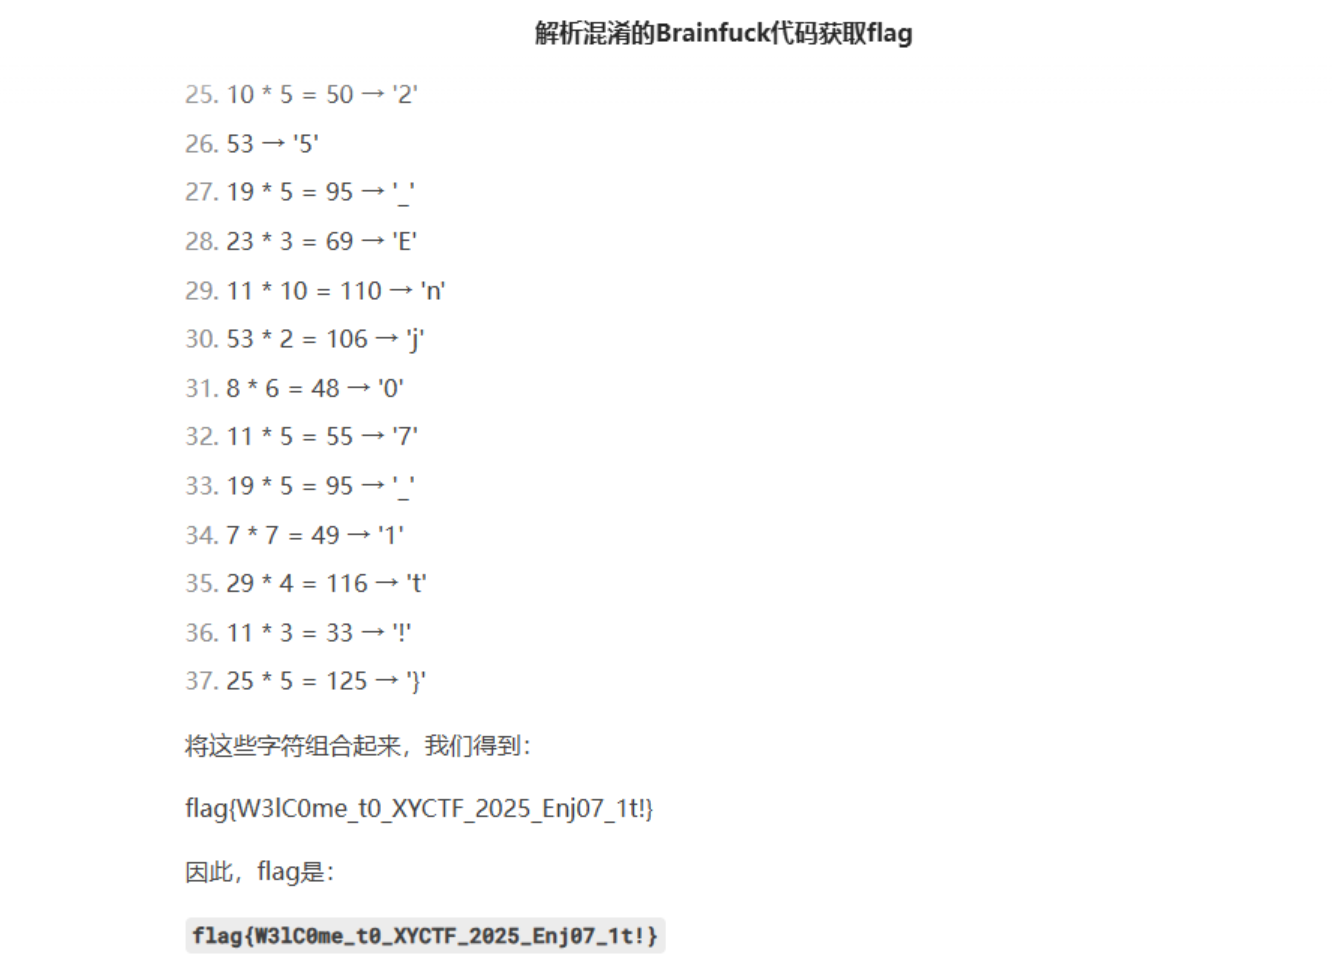 解析混淆的Brainfuck代码获取flag
25. 10 * 5 = 50 → '2'
26. 53 → '5'
27. 19 * 5 = 95 → '_'
28. 23 * 3 = 69 → 'E'
29. 11 * 10 = 110 → 'n'
30. 53 * 2 = 106 → 'j'
31. 8 * 6 = 48 → '0'
32. 11 * 5 = 55 → '7'
33. 19 * 5 = 95 → '_'
34. 7 * 7 = 49 → '1'
35. 29 * 4 = 116 → 't'
36. 11 * 3 = 33 → '!'
37. 25 * 5 = 125 → '}'
将这些字符组合起来，我们得到：
flag{W3lC0me_t0_XYCTF_2025_Enj07_1t!}
因此，flag是：
flag{W3lC0me_t0_XYCTF_2025_Enj07_1t!}